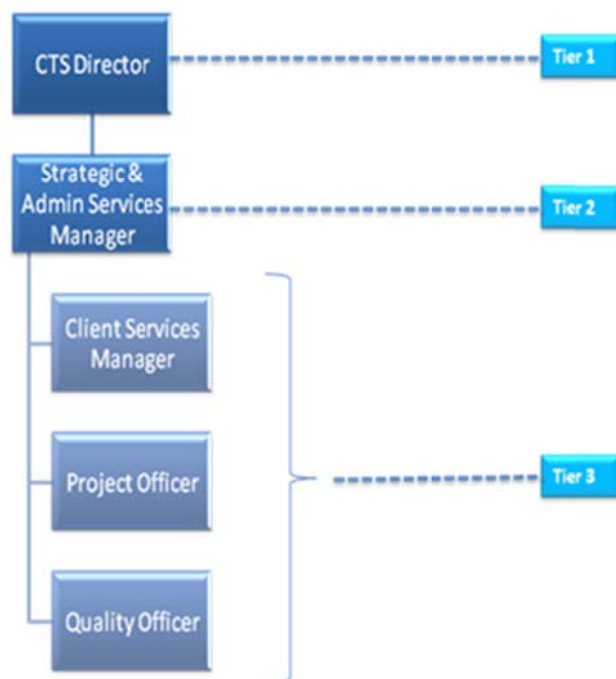 CTS Director
Tier 1
Strategic &
Admin Services
Manager
Tier 2
Client Services
Manager
Project Officer
Tier 3
Quality Officer